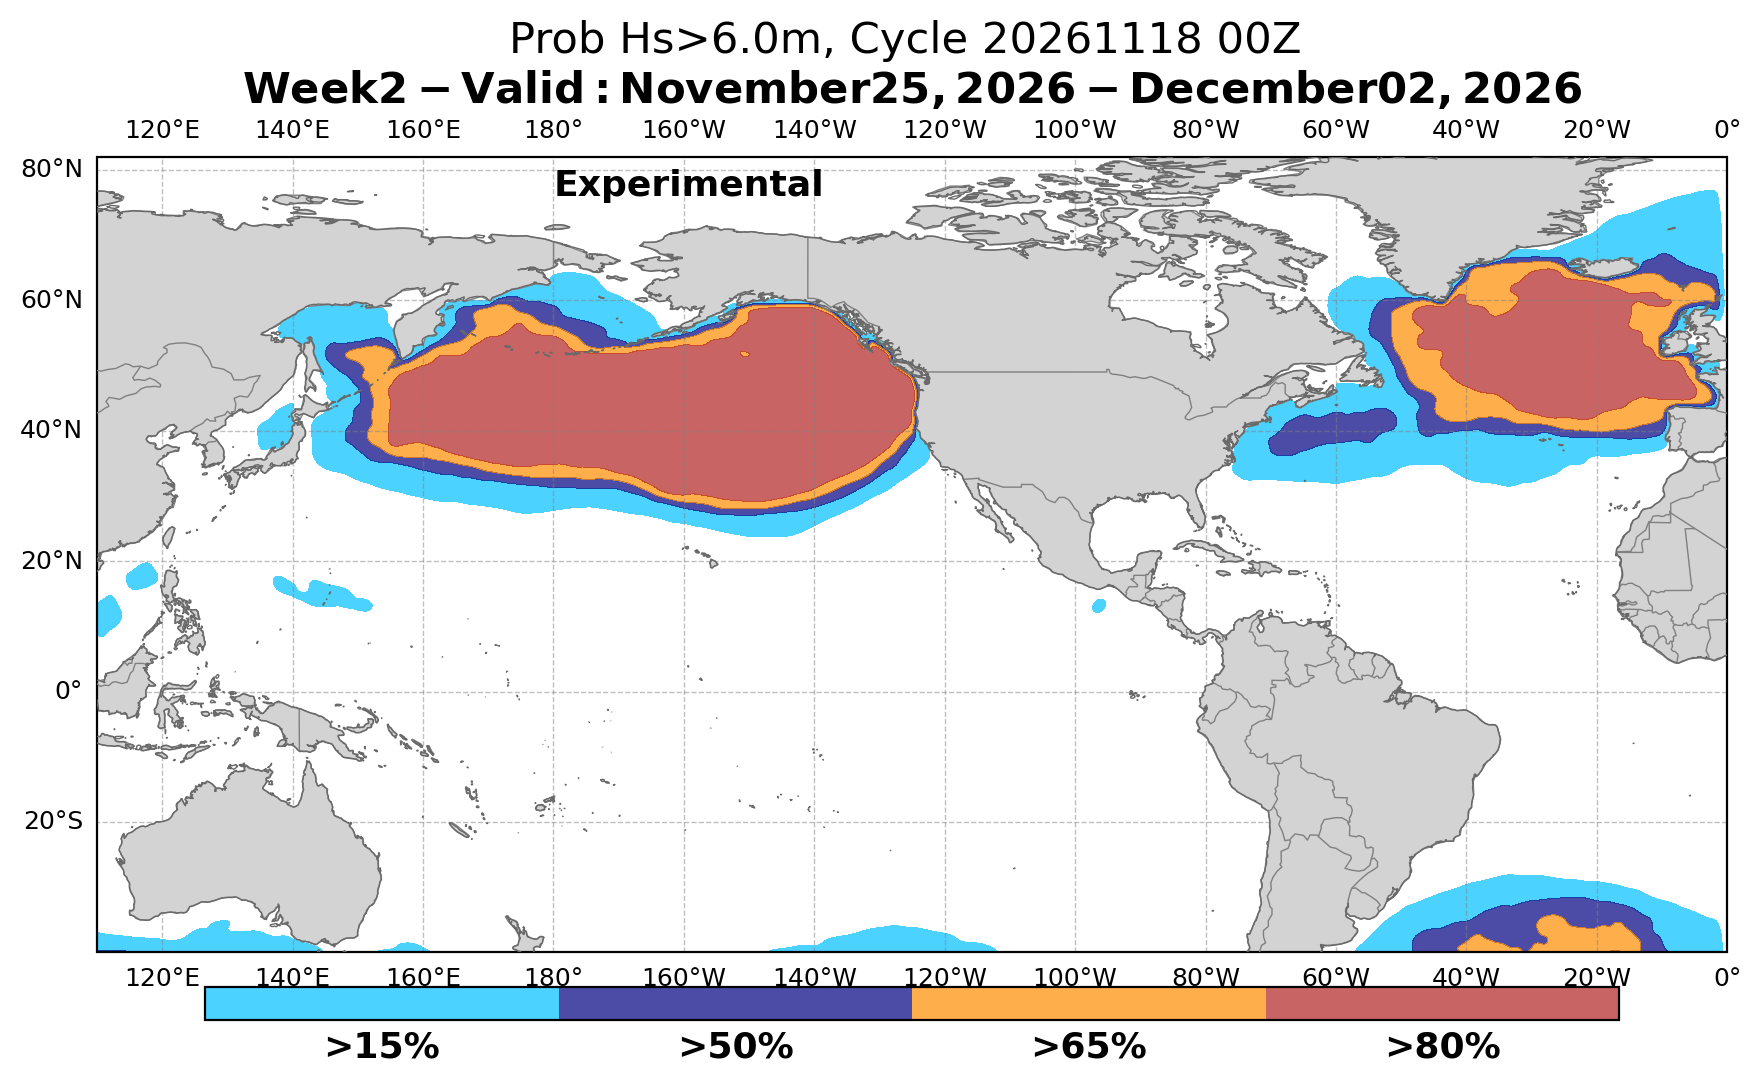 Prob Hs>6.0m, Cycle 20261118 00Z
Week2 – Valid : November25, 2026 – December02, 2026
120°E 140°E 160°E 180° 160°W 140°W 120°W 100°W 80°W 60°W 40°W 20°W 0°
80°N
Experimental
60°N
40°N
20°N
0°
20°S
120°E 140°E 160°E 180° 160°W 140°W 120°W 100°W 80°W 60°W 40°W 20°W 0°
>15% >50% >65% >80%